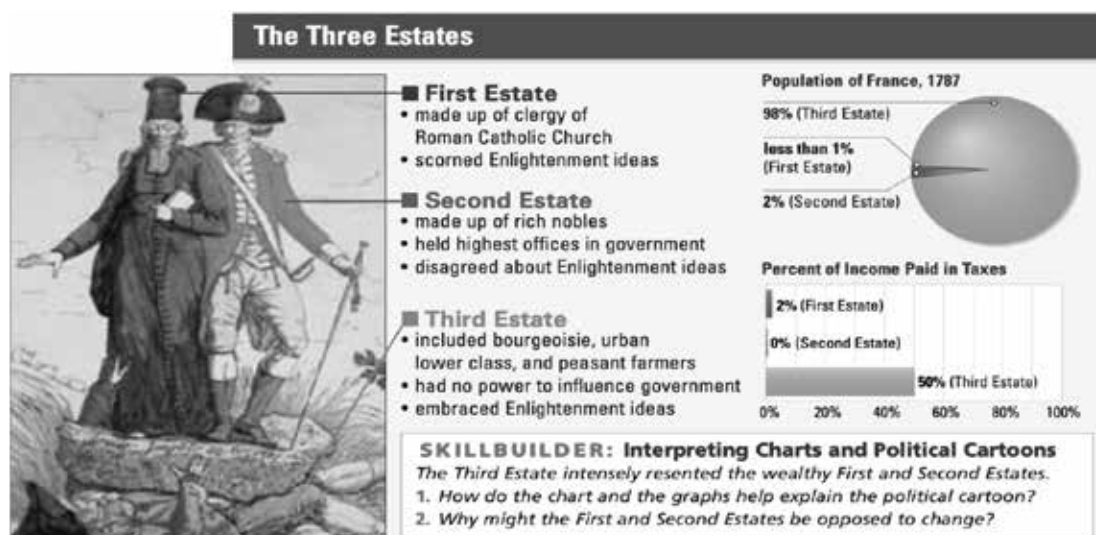 The Three Estates
First Estate
• made up of clergy of
Roman Catholic Church
• scorned Enlightenment ideas
Second Estate
• made up of rich nobles
• held highest offices in government
• disagreed about Enlightenment ideas
Third Estate
• included bourgeoisie, urban
lower class, and peasant farmers
• had no power to influence government
• embraced Enlightenment ideas
Population of France, 1787
98% (Third Estate)
less than 1%
(First Estate)
2% (Second Estate)
Percent of Income Paid in Taxes
2% (First Estate)
0% (Second Estate)
50% (Third Estate)
0% 20% 40% 60% 80% 100%
SKILLBUILDER: Interpreting Charts and Political Cartoons
The Third Estate intensely resented the wealthy First and Second Estates.
1. How do the chart and the graphs help explain the political cartoon?
2. Why might the First and Second Estates be opposed to change?